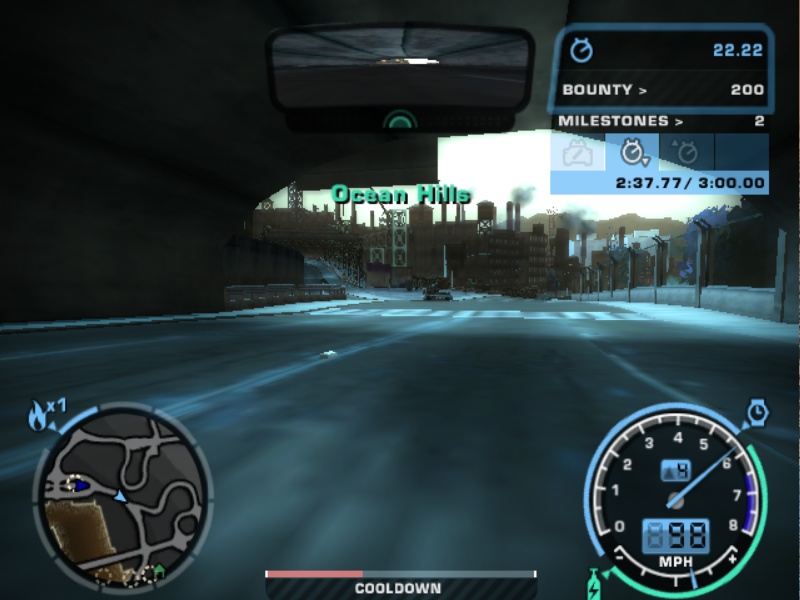 22.22
BOUNTY > 200
MILESTONES > 2
2:37.77/ 3:00.00
Ocean Hills
x1
0 1 2 3 4 5 6 7 8
4
98
MPH
- +
COOLDOWN